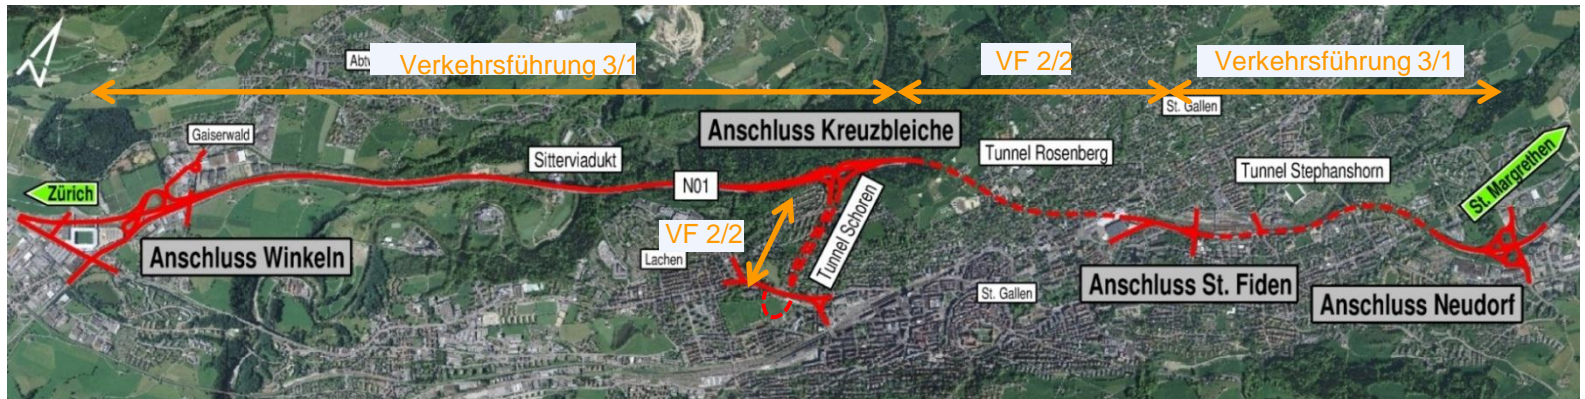 Verkehrsführung 3/1
VF 2/2
Verkehrsführung 3/1
Abtw
St. Gallen
Gaiserwald
Anschluss Kreuzbleiche
Sitterviadukt
Tunnel Rosenberg
Tunnel Stephanshorn
Zürich
N01
St. Margrethen
Tunnel Schoren
VF 2/2
Anschluss Winkeln
Lachen
Anschluss St. Fiden
St. Gallen
Anschluss Neudorf
N